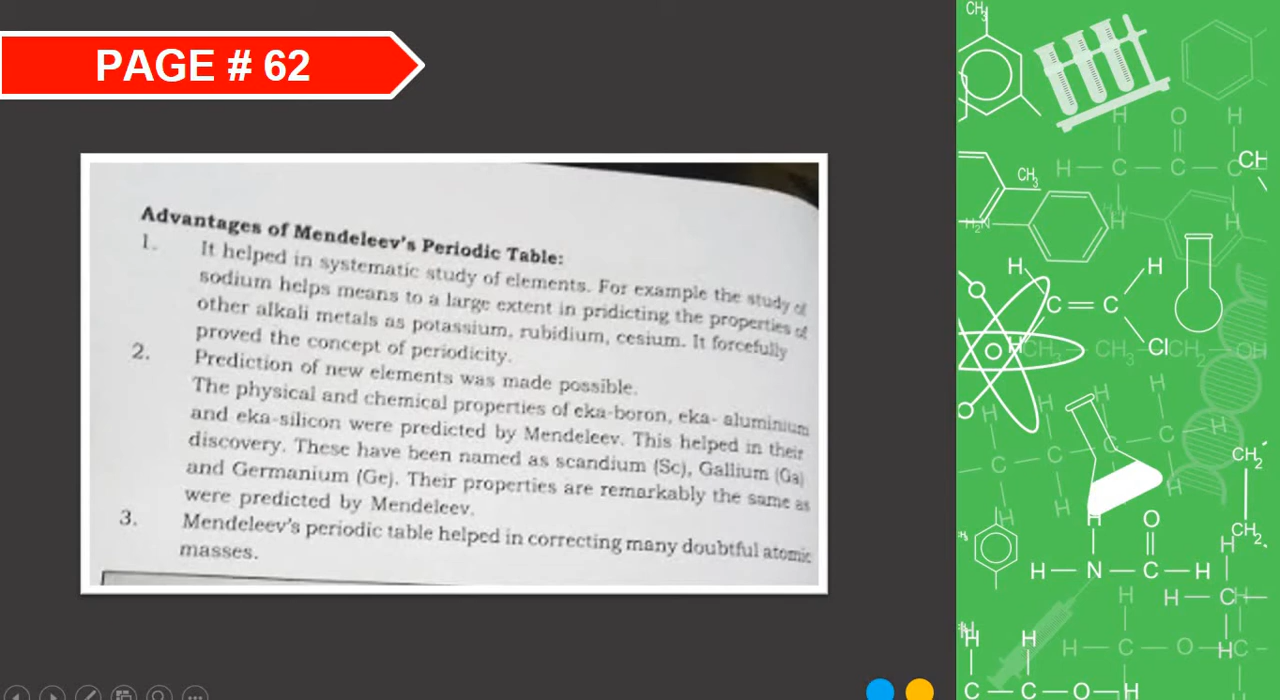 PAGE # 62
Advantages of Mendeleev's Periodic Table:
1. It helped in systematic study of elements. For example the study of
sodium helps means to a large extent in pridicting the properties of
other alkali metals as potassium, rubidium, cesium. It forcefully
proved the concept of periodicity.
2. Prediction of new elements was made possible.
The physical and chemical properties of eka-boron, eka- aluminium
and eka-silicon were predicted by Mendeleev. This helped in their
discovery. These have been named as scandium (Sc), Gallium (Ga)
and Germanium (Ge). Their properties are remarkably the same as
were predicted by Mendeleev.
3. Mendeleev's periodic table helped in correcting many doubtful atomic
masses.
CH3
H O H
H C C C CH
CH3
H2N H H
H H
C C
H CH2 CH3 Cl CH2 OH
H H H
C C C C H
H H H CH2
H O CH2
H N C H H
H H C
H H H C O C H
C C O H